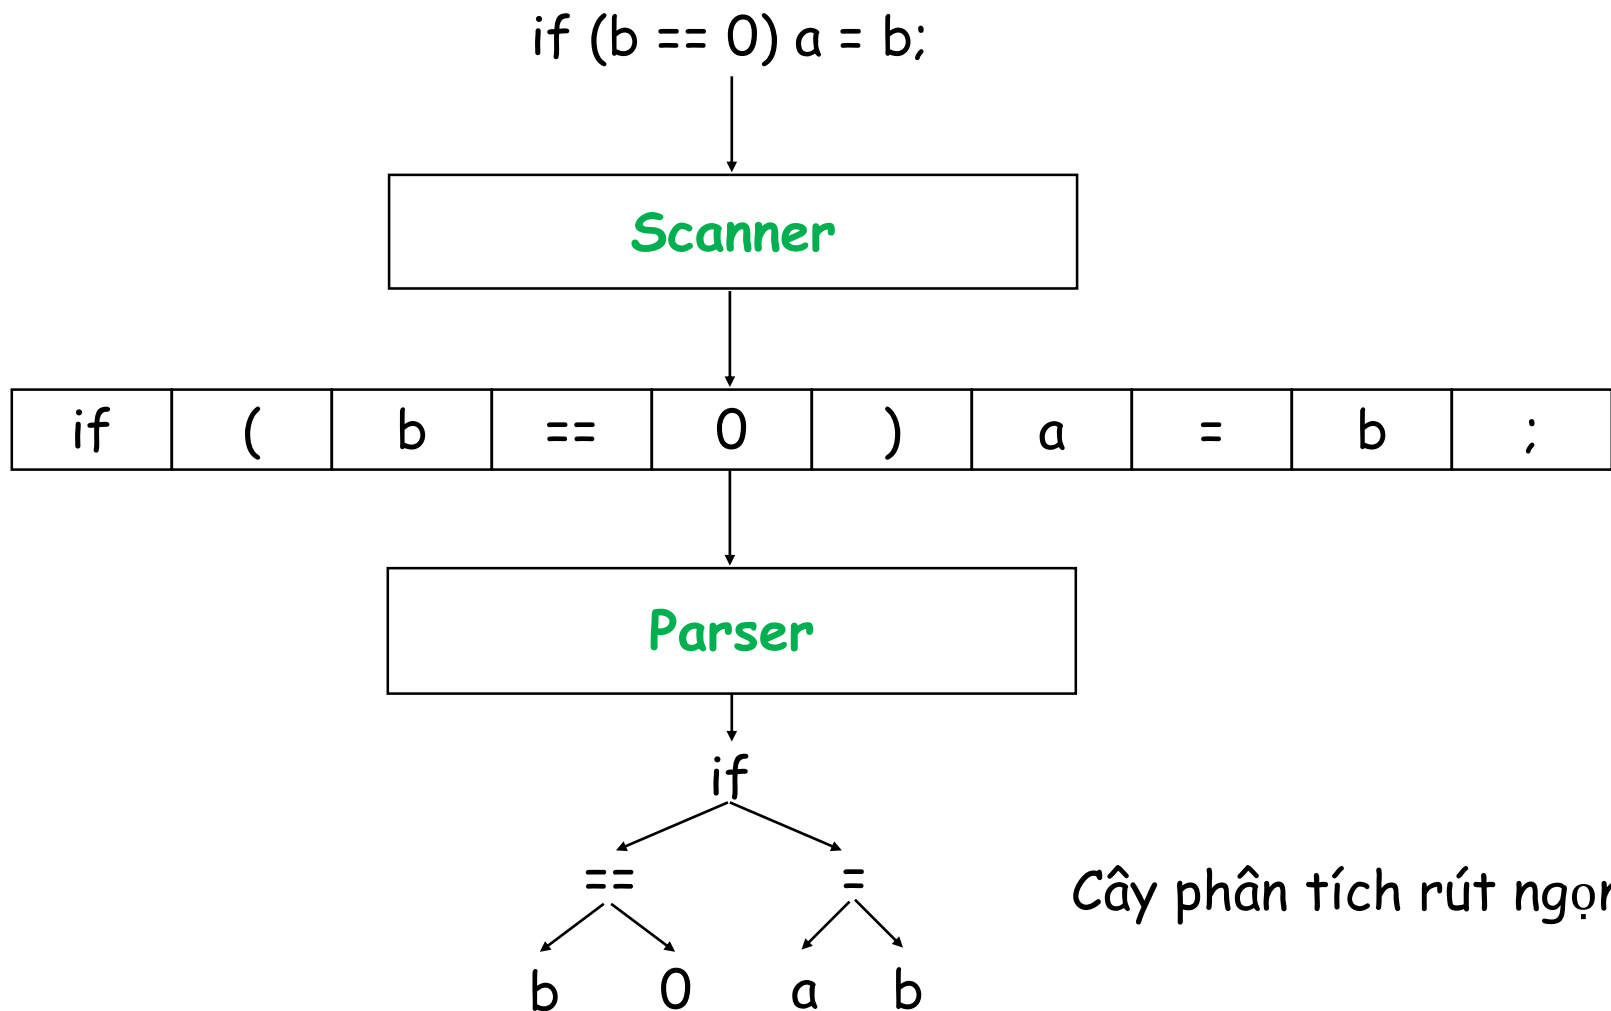 if (b == 0) a = b;
Scanner
if ( b == 0 ) a = b ;
Parser
if
== =
Cây phân tích rút
b 0 a b